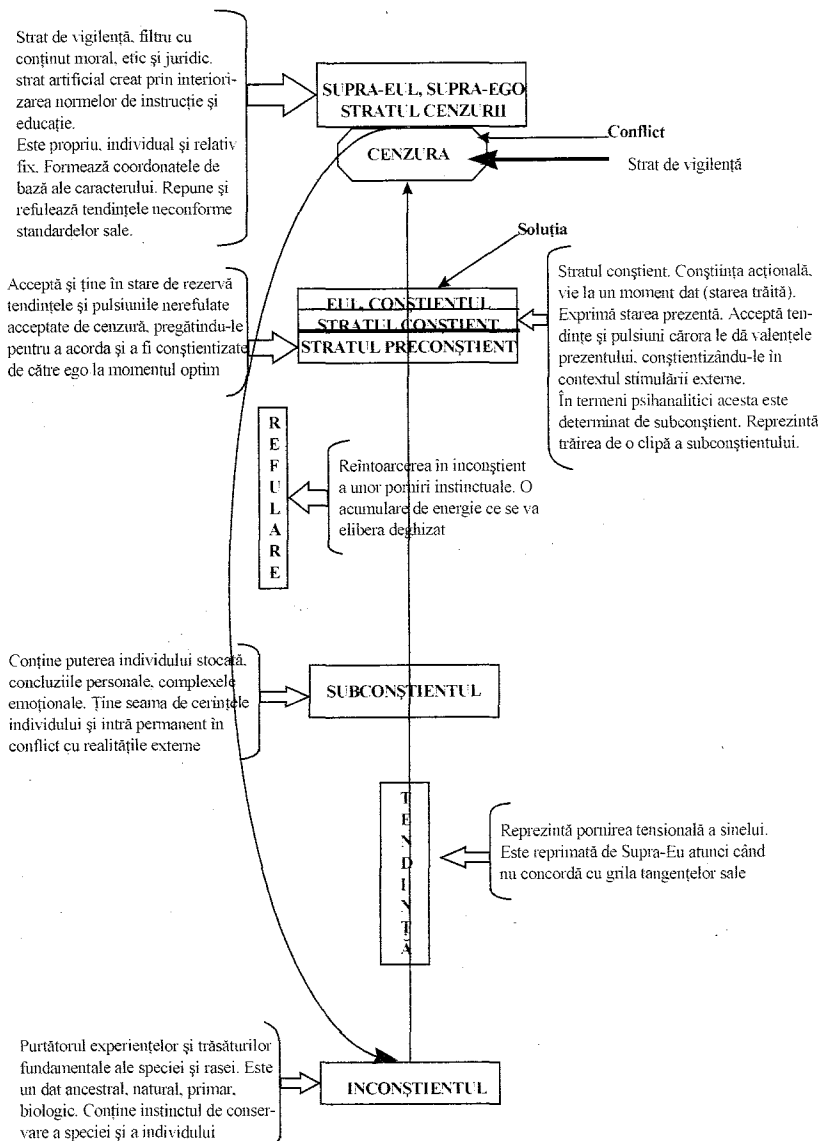 Strat de vigilență, filtru cu
conținut moral, etic și juridic.
strat artificial creat prin interiori-
zarea normelor de instrucție și
educație.
Este propriu, individual și relativ
fix. Formează coordonatele de
bază ale caracterului. Repune și
refulează tendințele neconforme
standardelor sale.
SUPRA-EUL, SUPRA-EGO
STRATUL CENZURII
CENZURA
Conflict
Strat de vigilență
Soluția
Acceptă și ține în stare de rezervă
tendințele și pulsiunile nerefulate
acceptate de cenzură, pregătindu-le
pentru a acorda și a fi conștientizate
de către ego la momentul optim
EUL, CONȘTIENTUL
STRATUL CONȘTIENT
STRATUL PRECONȘTIENT
Stratul conștient. Conștiința acțională,
vie la un moment dat (starea trăită).
Exprimă starea prezentă. Acceptă ten-
dințe și pulsiuni cărora le dă valențele
prezentului, conștientizându-le în
contextul stimulării externe.
În termeni psihanalitici acesta este
determinat de subconștient. Reprezintă
trăirea de o clipă a subconștientului.
REFULARE
Reîntoarcerea în inconștient
a unor porniri instinctuale. O
acumulare de energie ce se va
elibera deghizat
Conține puterea individului stocată,
concluziile personale, complexele
emoționale. Ține seama de cerințele
individului și intră permanent în
conflict cu realitățile externe
SUBCONȘTIENTUL
TENDINȚĂ
Reprezintă pornirea tensională a sinelui.
Este reprimată de Supra-Eu atunci când
nu concordă cu grila tangențelor sale
Purtătorul experiențelor și trăsăturilor
fundamentale ale speciei și rasei. Este
un dat ancestral, natural, primar,
biologic. Conține instinctul de conser-
vare a speciei și a individului
INCONȘTIENTUL